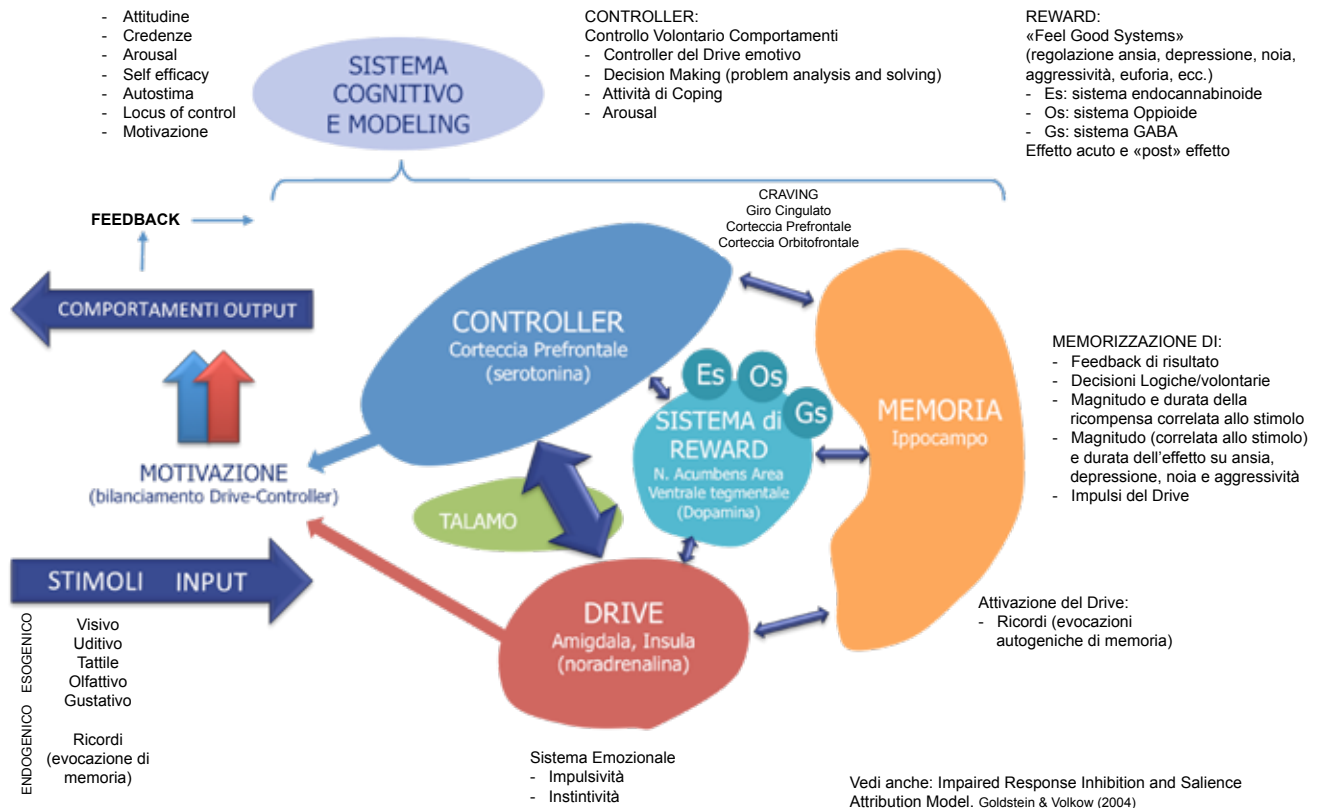 - Attitudine
- Credenze
- Arousal
- Self efficacy
- Autostima
- Locus of control
- Motivazione
SISTEMA
COGNITIVO
E MODELING
CONTROLLER:
Controllo Volontario Comportamenti
- Controller del Drive emotivo
- Decision Making (problem analysis and solving)
- Attività di Coping
- Arousal
REWARD:
«Feel Good Systems»
(regolazione ansia, depressione, noia,
aggressività, euforia, ecc.)
- Es: sistema endocannabinoide
- Os: sistema Oppioide
- Gs: sistema GABA
Effetto acuto e «post» effetto
FEEDBACK
CRAVING
Giro Cingulato
Corteccia Prefrontale
Corteccia Orbitofrontale
COMPORTAMENTI OUTPUT
CONTROLLER
Corteccia Prefrontale
(serotonina)
Es
Os
Gs
SISTEMA di
REWARD
N. Acumbens Area
Ventrale tegmentale
(Dopamina)
MEMORIA
Ippocampo
MEMORIZZAZIONE DI:
- Feedback di risultato
- Decisioni Logiche/volontarie
- Magnitudo e durata della
ricompensa correlata allo stimolo
- Magnitudo (correlata allo stimolo)
e durata dell'effetto su ansia,
depressione, noia e aggressività
- Impulsi del Drive
MOTIVAZIONE
(bilanciamento Drive-Controller)
TALAMO
STIMOLI INPUT
DRIVE
Amigdala, Insula
(noradrenalina)
Attivazione del Drive:
- Ricordi (evocazioni
autogeniche di memoria)
ESOGENICO
Visivo
Uditivo
Tattile
Olfattivo
Gustativo
ENDOGENICO
Ricordi
(evocazione di
memoria)
Sistema Emozionale
- Impulsività
- Instintività
Vedi anche: Impaired Response Inhibition and Salience
Attribution Model. Goldstein & Volkow (2004)